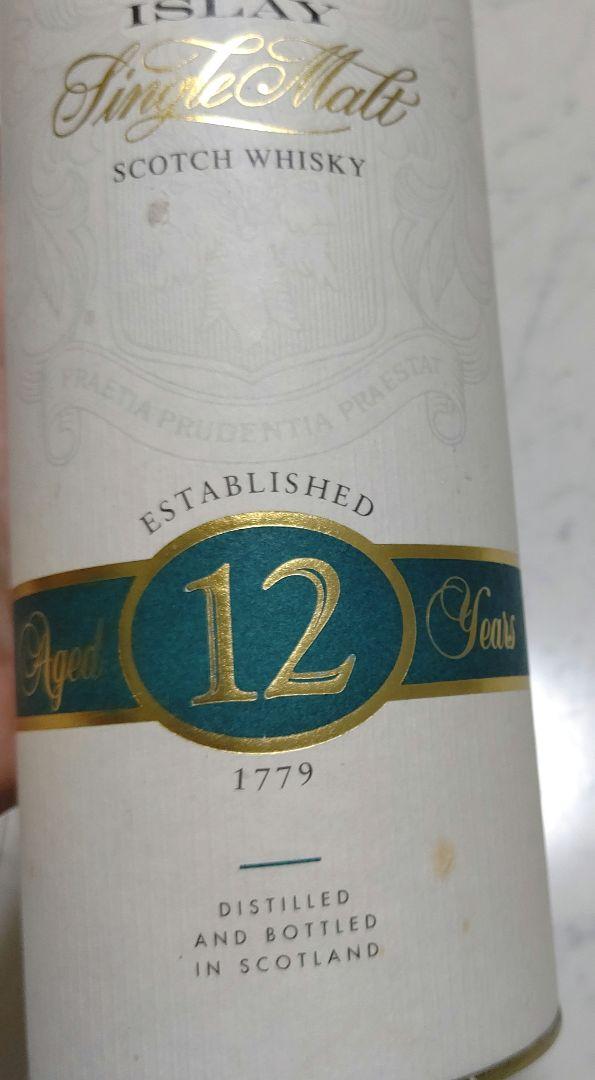 ISLAY
Single Malt
SCOTCH WHISKY
PRAETIA PRUDENTIA PRAESTAT
ESTABLISHED
Aged 12 Years
1779
DISTILLED
AND BOTTLED
IN SCOTLAND